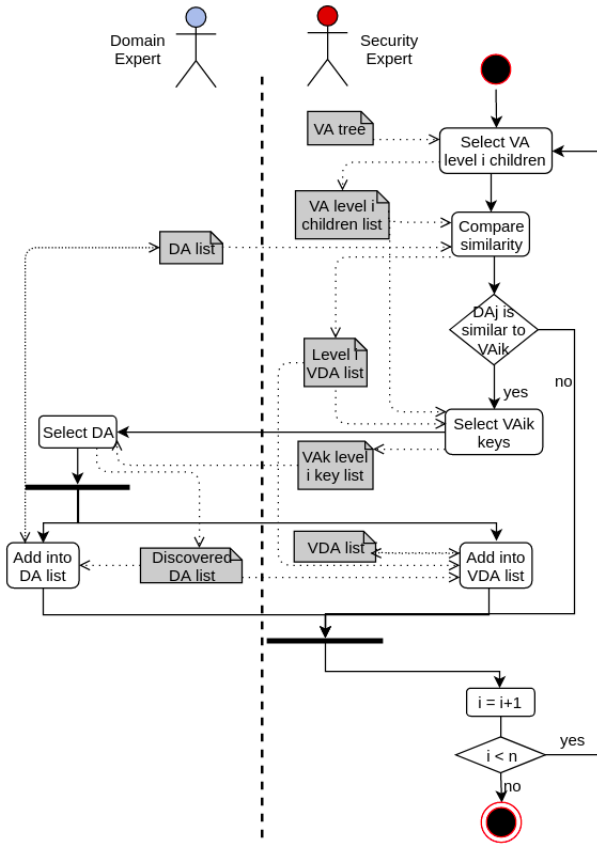 Domain
Expert
Security
Expert
VA tree
Select VA
level i children
VA level i
children list
Compare
similarity
DA list
DAj is
similar to
VAik
Level i
VDA list
no
yes
Select DA
Select VAik
keys
VAk level
i key list
Add into
DA list
Discovered
DA list
VDA list
Add into
VDA list
i = i+1
i < n
yes
no